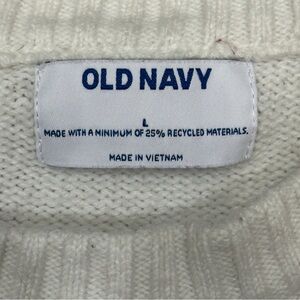 OLD NAVY
L
MADE WITH A MINIMUM OF 25% RECYCLED MATERIALS.
MADE IN VIETNAM